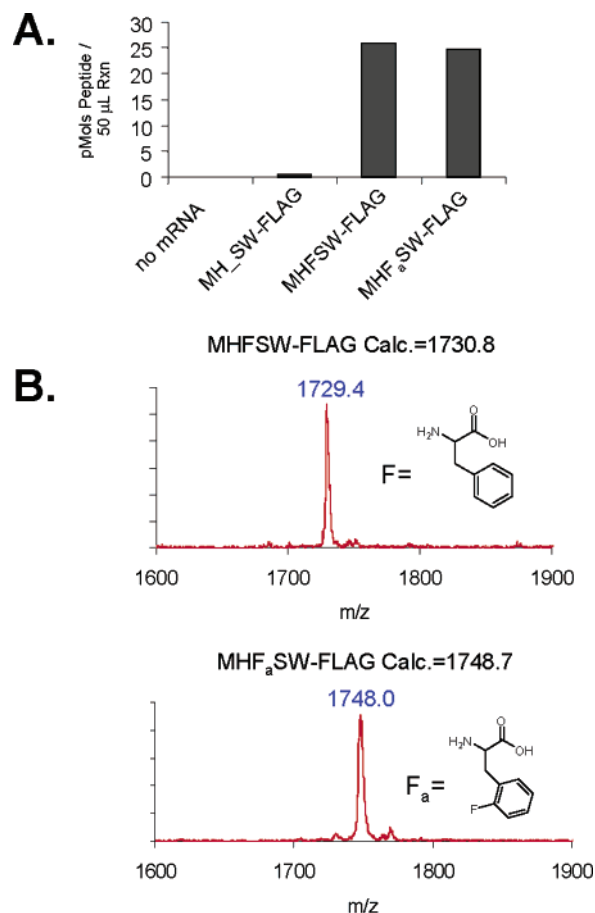 A.
pMols Peptide /
50 μL Rxn
30
25
20
15
10
5
0
no mRNA
MH_SW-FLAG
MHFSW-FLAG
MHFaSW-FLAG
B.
MHFSW-FLAG Calc.=1730.8
1729.4
F=
H2N
O
OH
1600 1700 1800 1900
m/z
MHFaSW-FLAG Calc.=1748.7
1748.0
Fa=
H2N
O
OH
F
1600 1700 1800 1900
m/z